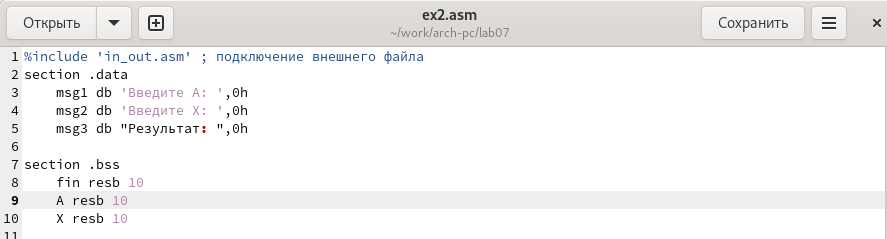 Открыть
ex2.asm
~/work/arch-pc/lab07
Сохранить
1 %include 'in_out.asm' ; подключение внешнего файла
2 section .data
3     msg1 db 'Введите A: ',0h
4     msg2 db 'Введите X: ',0h
5     msg3 db "Результат: ",0h
6
7 section .bss
8     fin resb 10
9     A resb 10
10     X resb 10
11